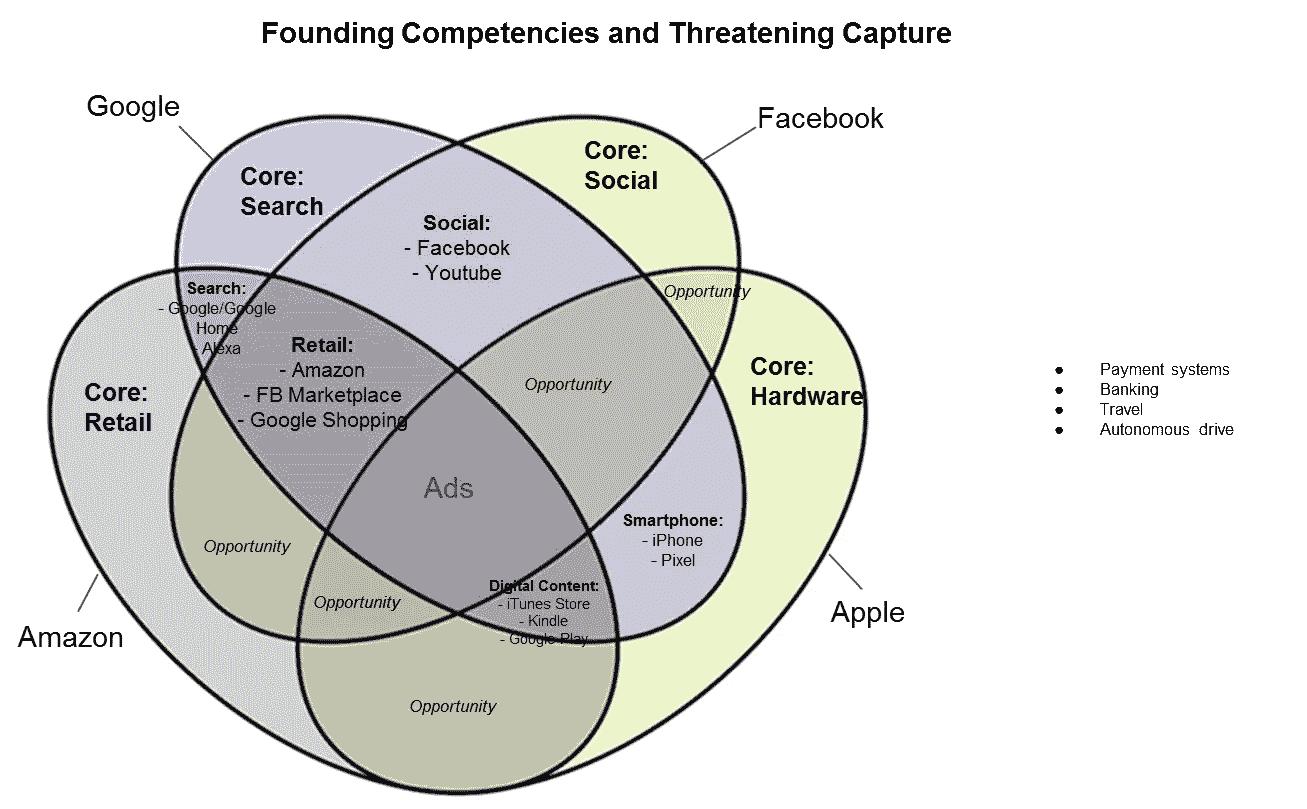 Founding Competencies and Threatening Capture
Google
Facebook
Core:
Search
Core:
Social
Social:
- Facebook
- Youtube
Search:
- Google/Google
Home
- Alexa
Opportunity
Retail:
- Amazon
- FB Marketplace
- Google Shopping
Opportunity
Core:
Hardware
Core:
Retail
● Payment systems
● Banking
● Travel
● Autonomous drive
Ads
Smartphone:
- iPhone
- Pixel
Opportunity
Opportunity
Digital Content:
- iTunes Store
- Kindle
- Google Play
Amazon
Apple
Opportunity